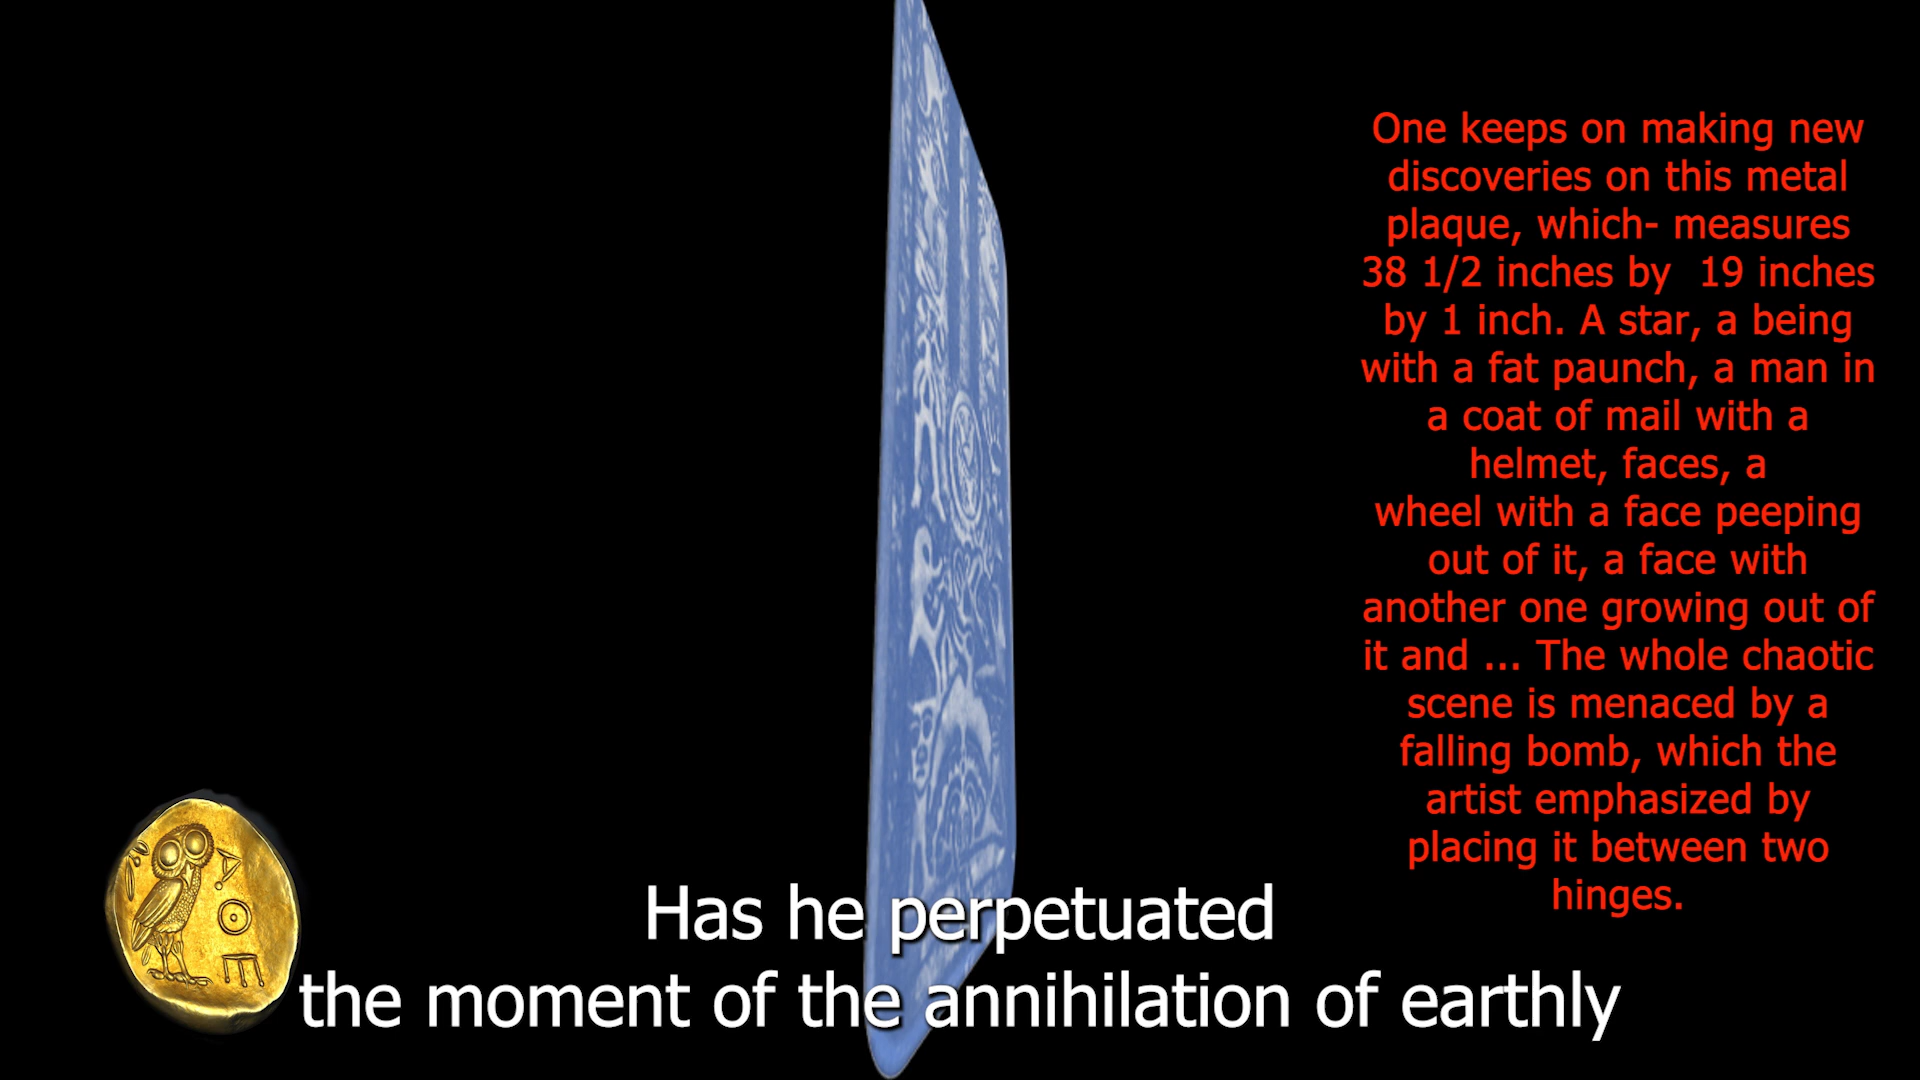 One keeps on making new
discoveries on this metal
plaque, which- measures
38 1/2 inches by  19 inches
by 1 inch. A star, a being
with a fat paunch, a man in
a coat of mail with a
helmet, faces, a
wheel with a face peeping
out of it, a face with
another one growing out of
it and ... The whole chaotic
scene is menaced by a
falling bomb, which the
artist emphasized by
placing it between two
hinges.
Has he perpetuated
the moment of the annihilation of earthly